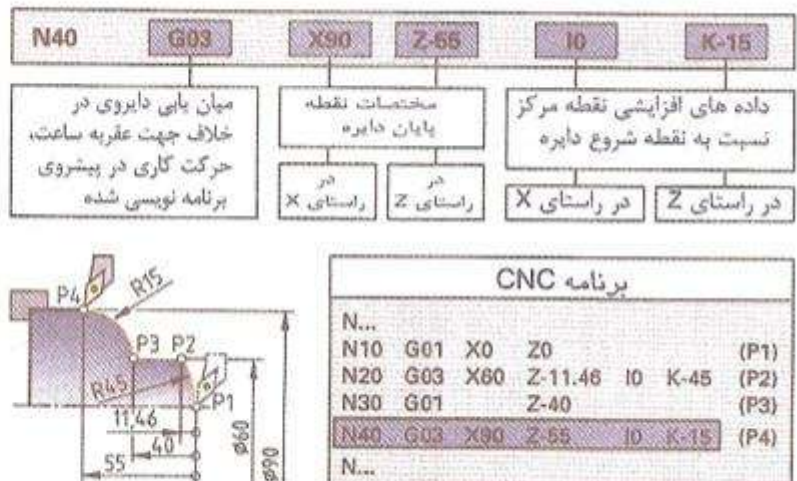 N40 G03 X90 Z-55 I0 K-15
میان یابی دایروی در
خلاف جهت عقربه ساعت،
حرکت کاری در پیشروی
برنامه نویسی شده
مختصات نقطه
پایان دایره
در
راستای X
در
راستای Z
داده های افزایشی نقطه مرکز
نسبت به نقطه شروع دایره
در راستای X
در راستای Z
P4
R15
P3
P2
R45
P1
11,46
40
55
ø60
ø90
برنامه CNC
N...
N10 G01 X0 Z0 (P1)
N20 G03 X60 Z-11.46 I0 K-45 (P2)
N30 G01 Z-40 (P3)
N40 G03 X90 Z-55 I0 K-15 (P4)
N...